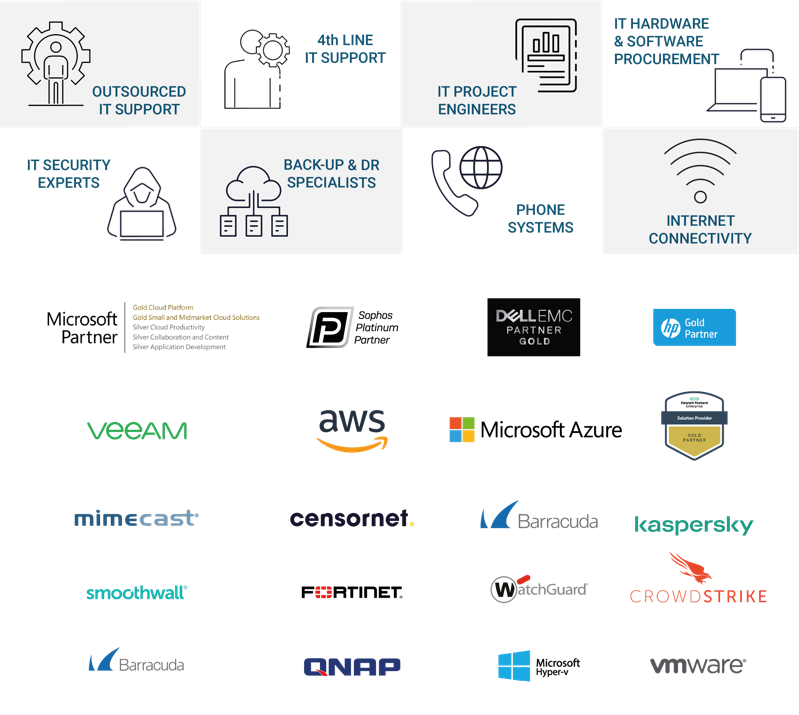 OUTSOURCED
IT SUPPORT
4th LINE
IT SUPPORT
IT PROJECT
ENGINEERS
IT HARDWARE
& SOFTWARE
PROCUREMENT
IT SECURITY
EXPERTS
BACK-UP & DR
SPECIALISTS
PHONE
SYSTEMS
INTERNET
CONNECTIVITY
Microsoft
Partner
Gold Cloud Platform
Gold Small and Midmarket Cloud Solutions
Silver Cloud Productivity
Silver Collaboration and Content
Silver Application Development
P
Sophos
Platinum
Partner
DELLEMC
PARTNER
GOLD
hp
Gold
Partner
veeAM
aws
Microsoft Azure
Hewlett Packard
Enterprise
Solution Provider
GOLD
PARTNER
mimecast®
censornet.
Barracuda
kaspersky
smoothwall®
FORTINET®
WatchGuard®
CROWDSTRIKE
Barracuda
QNAP
Microsoft
Hyper-v
vmware®